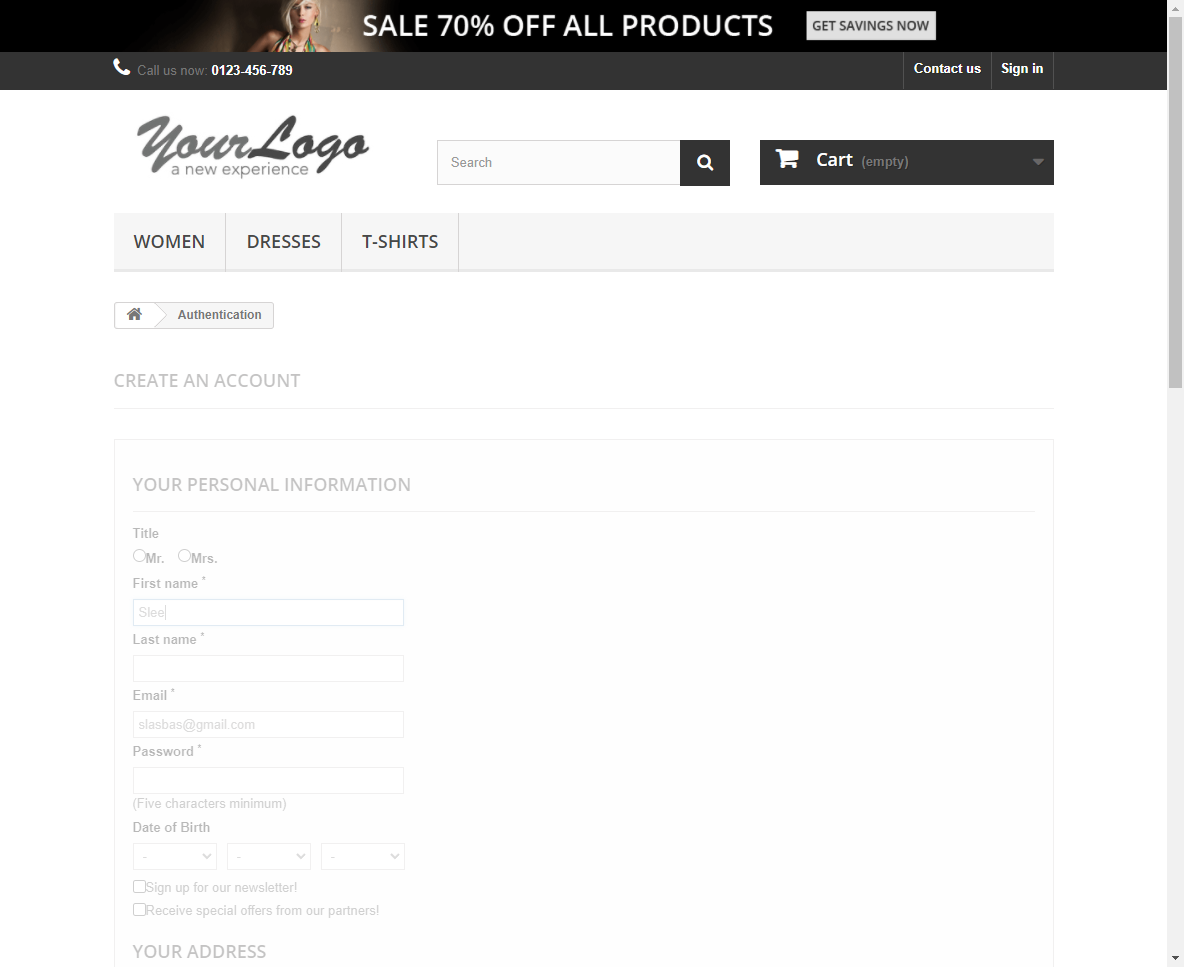 SALE 70% OFF ALL PRODUCTS GET SAVINGS NOW
Call us now: 0123-456-789 Contact us Sign in
YourLogo
a new experience
Search Cart (empty)
WOMEN DRESSES T-SHIRTS
Authentication
CREATE AN ACCOUNT
YOUR PERSONAL INFORMATION
Title
Mr. Mrs.
First name *
Slee
Last name *
Email *
slasbas@gmail.com
Password *
(Five characters minimum)
Date of Birth
- - -
Sign up for our newsletter!
Receive special offers from our partners!
YOUR ADDRESS